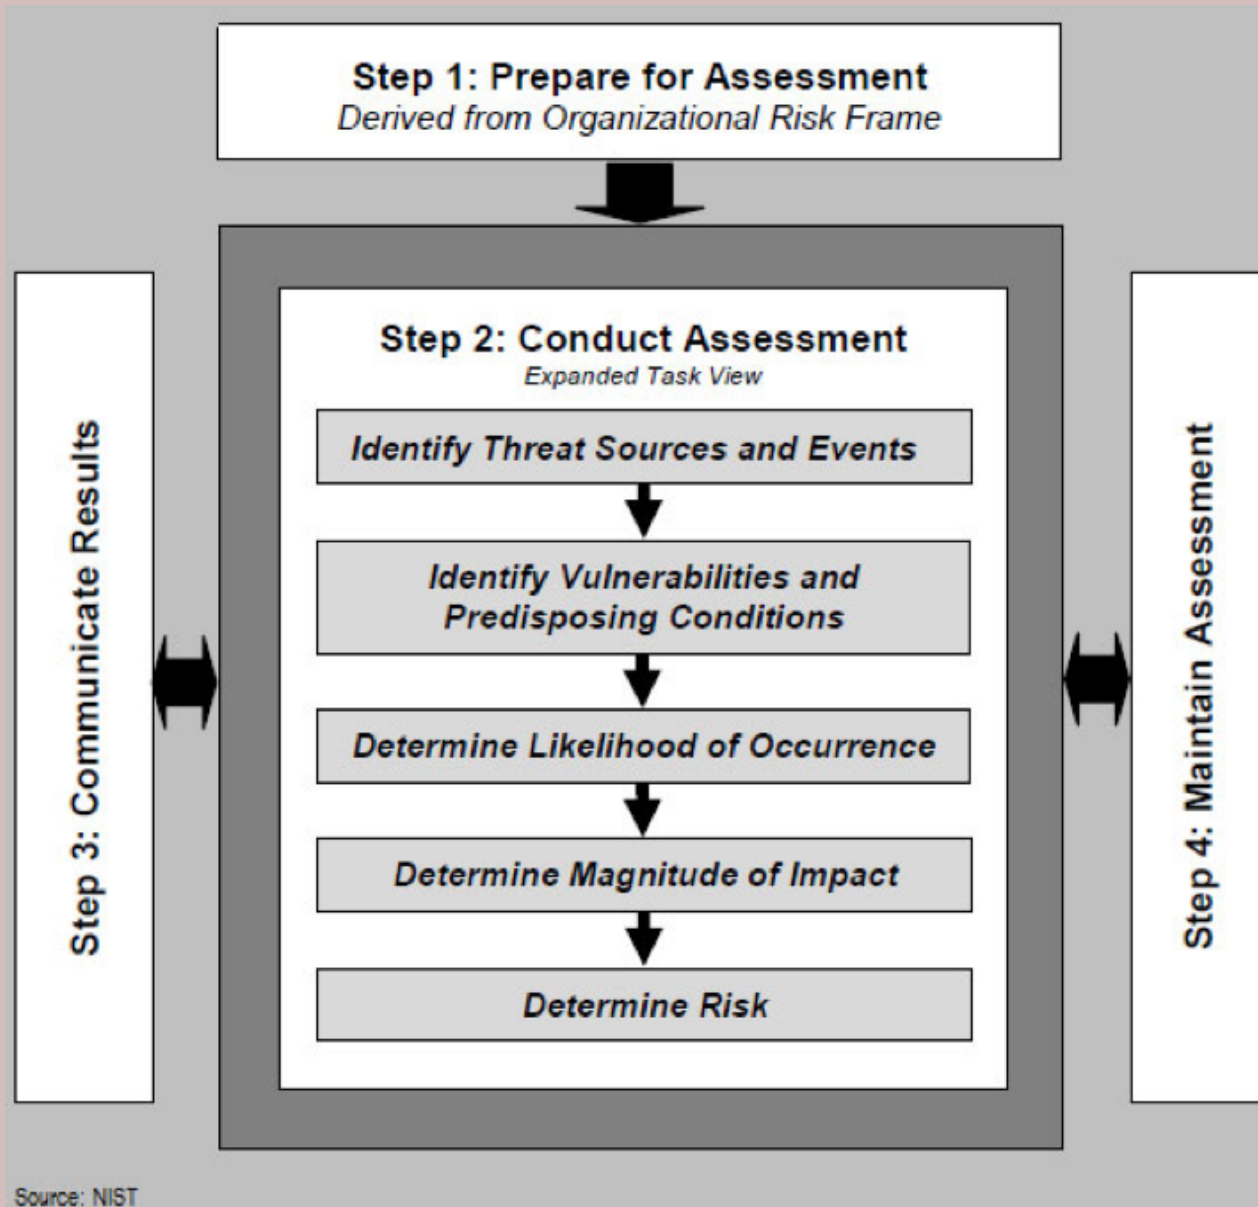 Step 1: Prepare for Assessment
Derived from Organizational Risk Frame
Step 2: Conduct Assessment
Expanded Task View
Identify Threat Sources and Events
Identify Vulnerabilities and
Predisposing Conditions
Determine Likelihood of Occurrence
Determine Magnitude of Impact
Determine Risk
Step 3: Communicate Results
Step 4: Maintain Assessment
Source: NIST